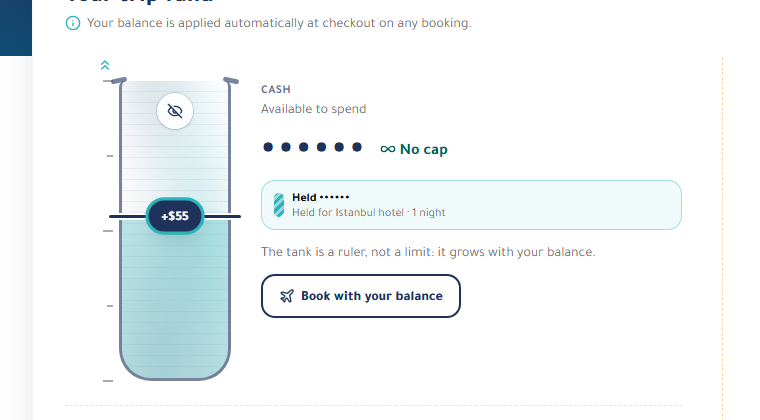 Your balance is applied automatically at checkout on any booking.
CASH
Available to spend
•••••• ∞ No cap
+$55
Held ••••••
Held for Istanbul hotel · 1 night
The tank is a ruler, not a limit: it grows with your balance.
Book with your balance